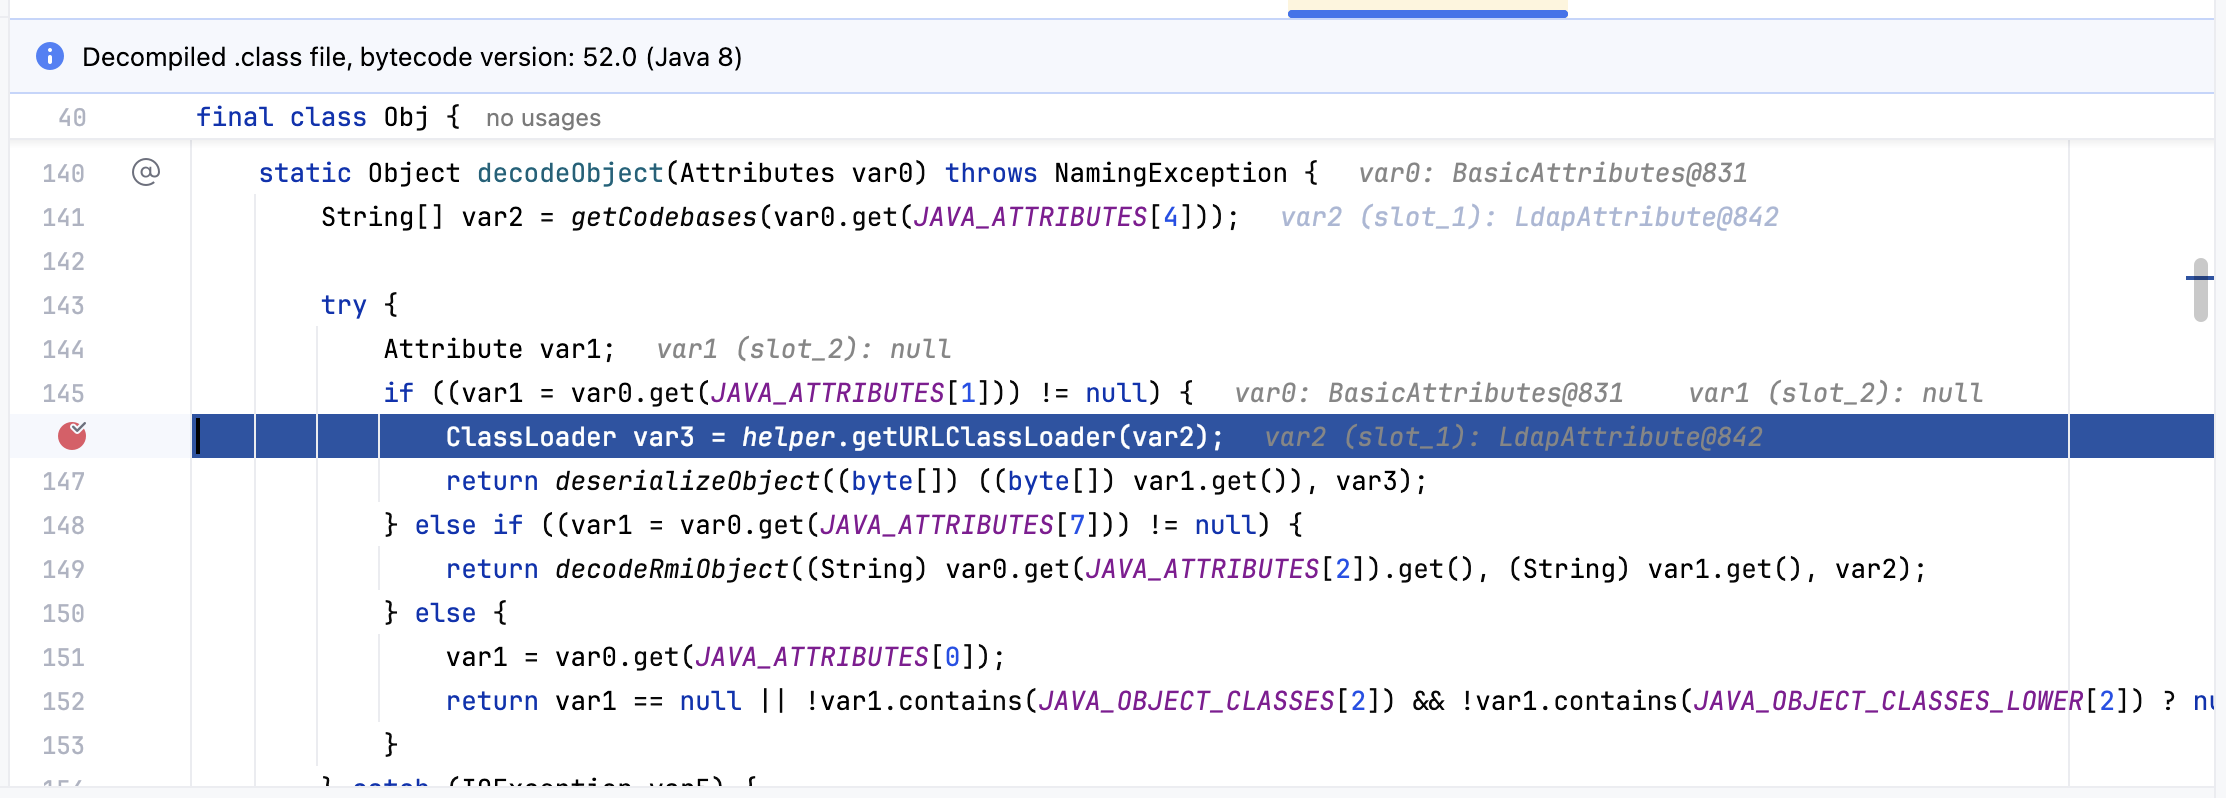 Decompiled .class file, bytecode version: 52.0 (Java 8)
40 final class Obj { no usages
140 @ static Object decodeObject(Attributes var0) throws NamingException { var0: BasicAttributes@831
141 String[] var2 = getCodebases(var0.get(JAVA_ATTRIBUTES[4])); var2 (slot_1): LdapAttribute@842
142
143 try {
144 Attribute var1; var1 (slot_2): null
145 if ((var1 = var0.get(JAVA_ATTRIBUTES[1])) != null) { var0: BasicAttributes@831 var1 (slot_2): null
ClassLoader var3 = helper.getURLClassLoader(var2); var2 (slot_1): LdapAttribute@842
147 return deserializeObject((byte[]) ((byte[]) var1.get()), var3);
148 } else if ((var1 = var0.get(JAVA_ATTRIBUTES[7])) != null) {
149 return decodeRmiObject((String) var0.get(JAVA_ATTRIBUTES[2]).get(), (String) var1.get(), var2);
150 } else {
151 var1 = var0.get(JAVA_ATTRIBUTES[0]);
152 return var1 == null || !var1.contains(JAVA_OBJECT_CLASSES[2]) && !var1.contains(JAVA_OBJECT_CLASSES_LOWER[2]) ? nu
153 }
154 } catch (IOException var5) {